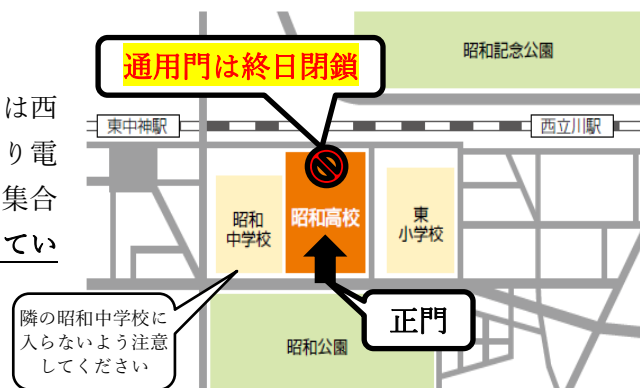 通用門は終日閉鎖
昭和記念公園
は西
り電
集合
てい
東中神駅
西立川駅
昭和
中学校
昭和高校
東
小学校
隣の昭和中学校に
入らないよう注意
してください
正門
昭和公園